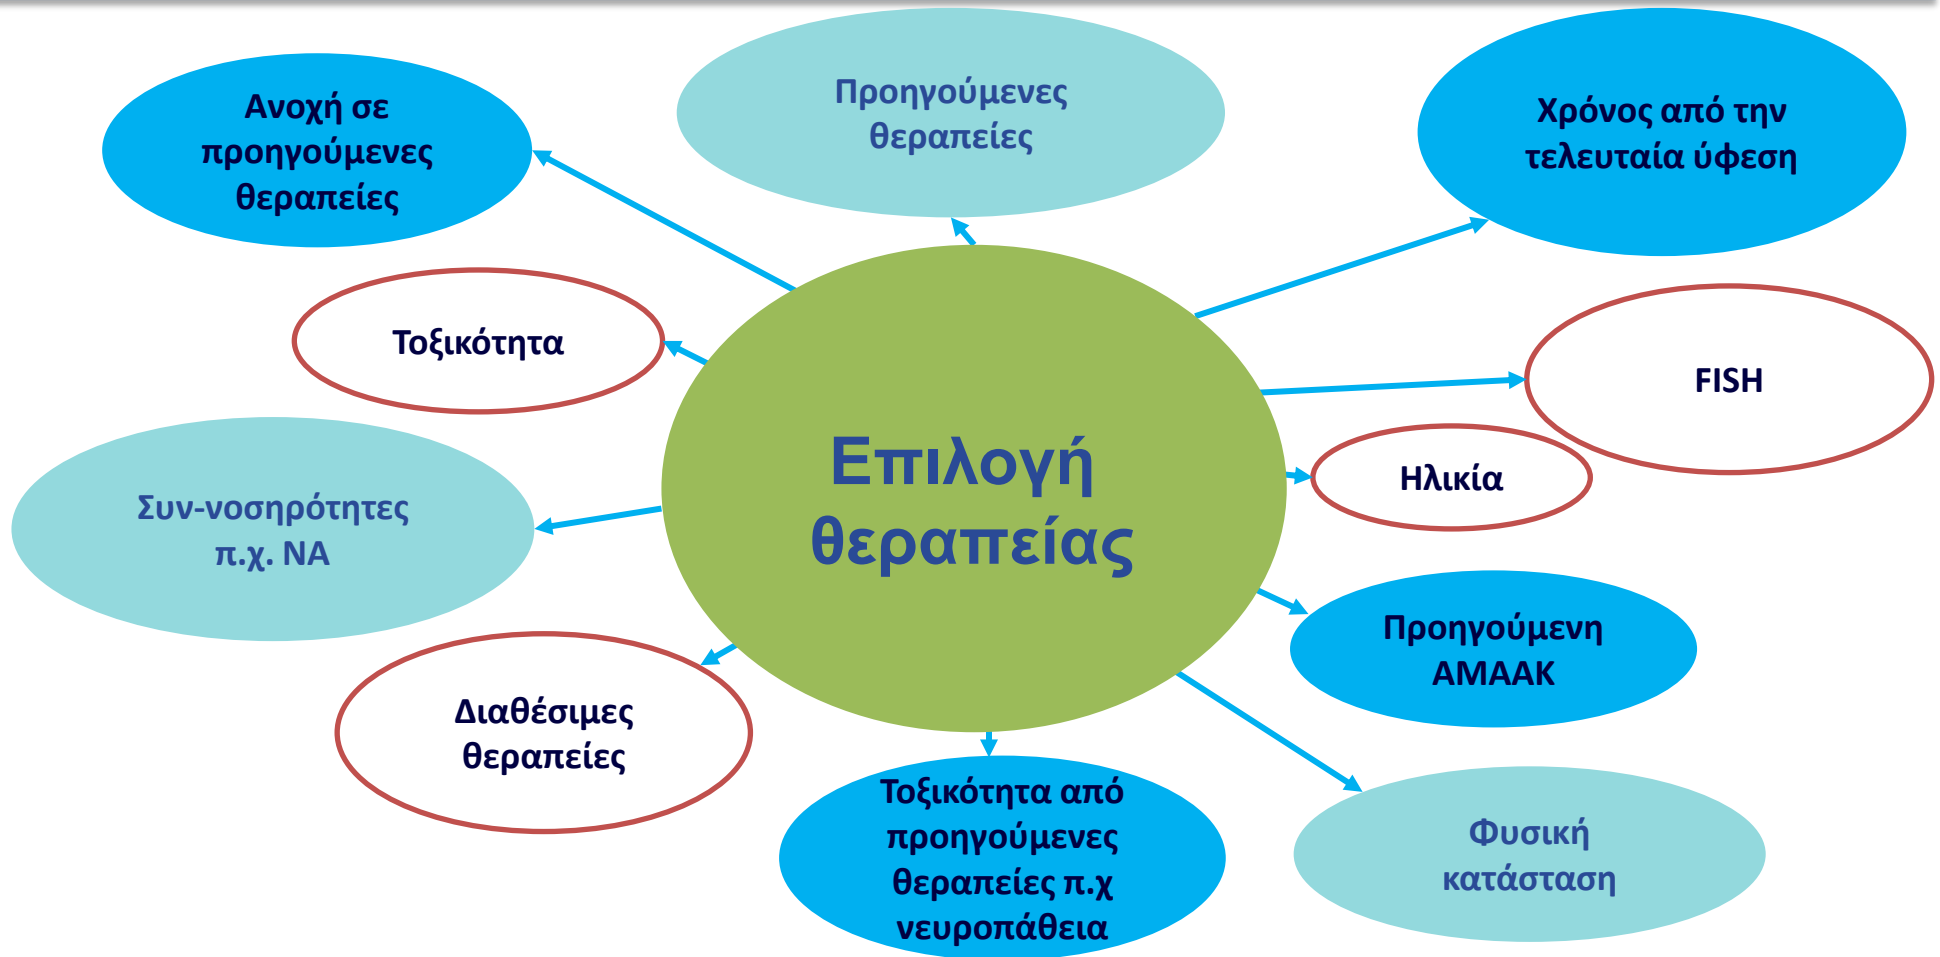 Ανοχή σε
προηγούμενες
θεραπείες
Προηγούμενες
θεραπείες
Χρόνος από την
τελευταία ύφεση
Τοξικότητα
FISH
Επιλογή
θεραπείας
Ηλικία
Συν-νοσηρότητες
π.χ. ΝΑ
Προηγούμενη
ΑΜΑΑΚ
Διαθέσιμες
θεραπείες
Τοξικότητα από
προηγούμενες
θεραπείες π.χ
νευροπάθεια
Φυσική
κατάσταση